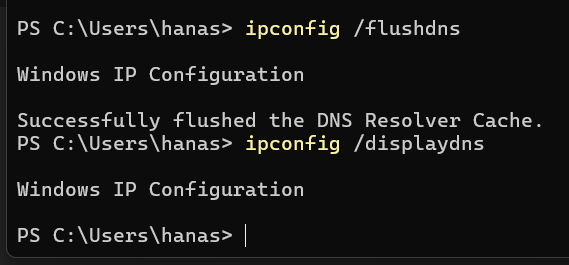 PS C:\Users\hanas> ipconfig /flushdns
Windows IP Configuration
Successfully flushed the DNS Resolver Cache.
PS C:\Users\hanas> ipconfig /displaydns
Windows IP Configuration
PS C:\Users\hanas>